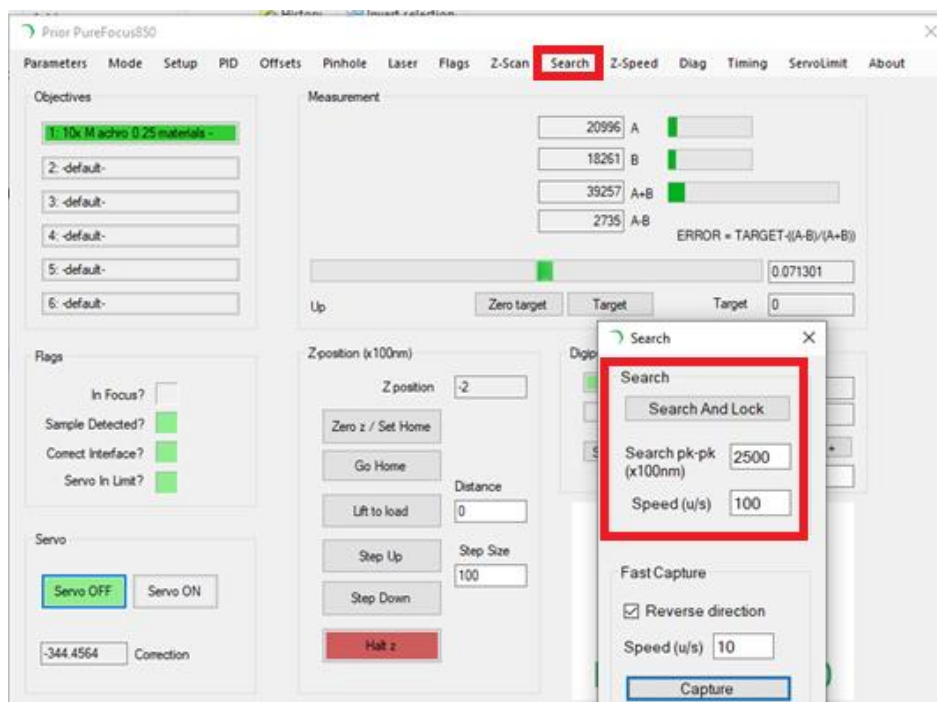 History Invert selection
Prior PureFocus850
Parameters Mode Setup PID Offsets Pinhole Laser Flags Z-Scan Search Z-Speed Diag Timing ServoLimit About
Objectives
1: 10x M achro 0.25 materials -
2: -default-
3: -default-
4: -default-
5: -default-
6: -default-
Measurement
20996 A
18261 B
39257 A+B
2735 A-B
ERROR = TARGET-((A-B)/(A+B))
0.071301
Up Zero target Target Target 0
Flags
In Focus?
Sample Detected?
Correct Interface?
Servo In Limit?
Servo
Servo OFF Servo ON
-344.4564 Correction
Z-position (x100nm)
Z position -2
Zero z / Set Home
Go Home
Distance
Lift to load 0
Step Up Step Size
100
Step Down
Halt z
Search
Search
Search And Lock
Search pk-pk 2500
(x100nm)
Speed (u/s) 100
Fast Capture
Reverse direction
Speed (u/s) 10
Capture
+